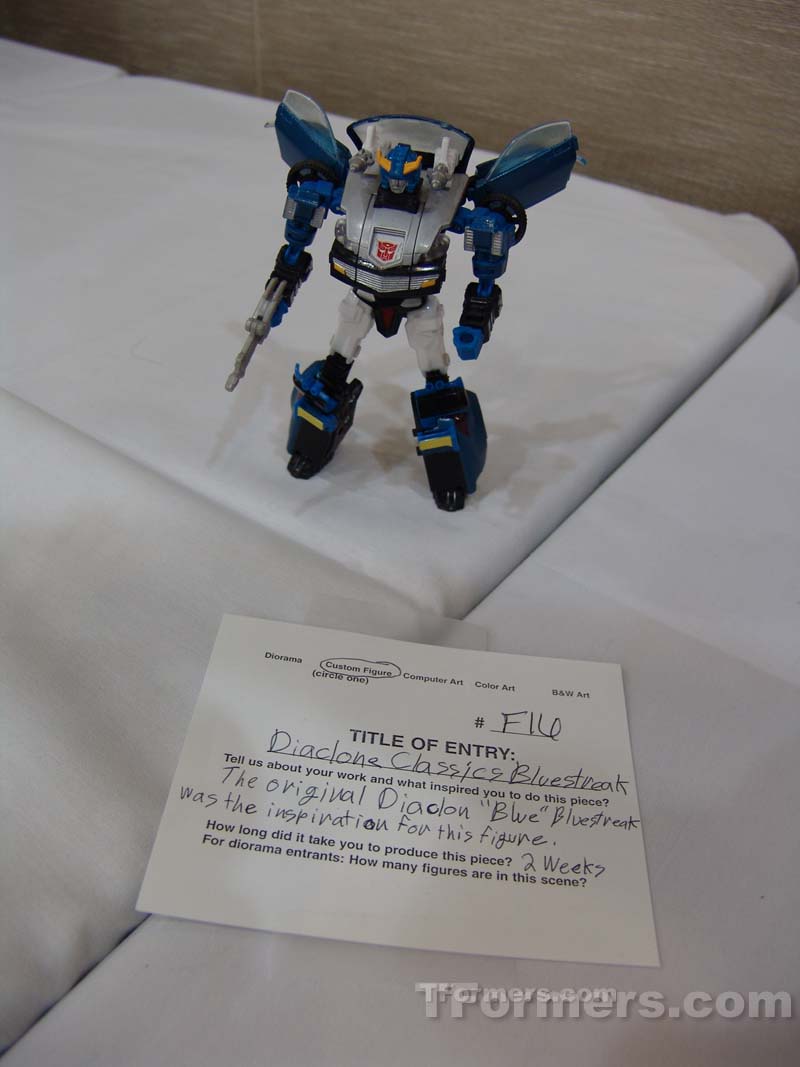 Diorama Custom Figure Computer Art Color Art B&W Art
(circle one)
# F16
TITLE OF ENTRY:
Diaclone Classics Bluestreak
Tell us about your work and what inspired you to do this piece?
The original Diaclon "Blue" Bluestreak
was the inspiration for this figure.
How long did it take you to produce this piece? 2 Weeks
For diorama entrants: How many figures are in this scene?
TFormers.com
TFormers.com